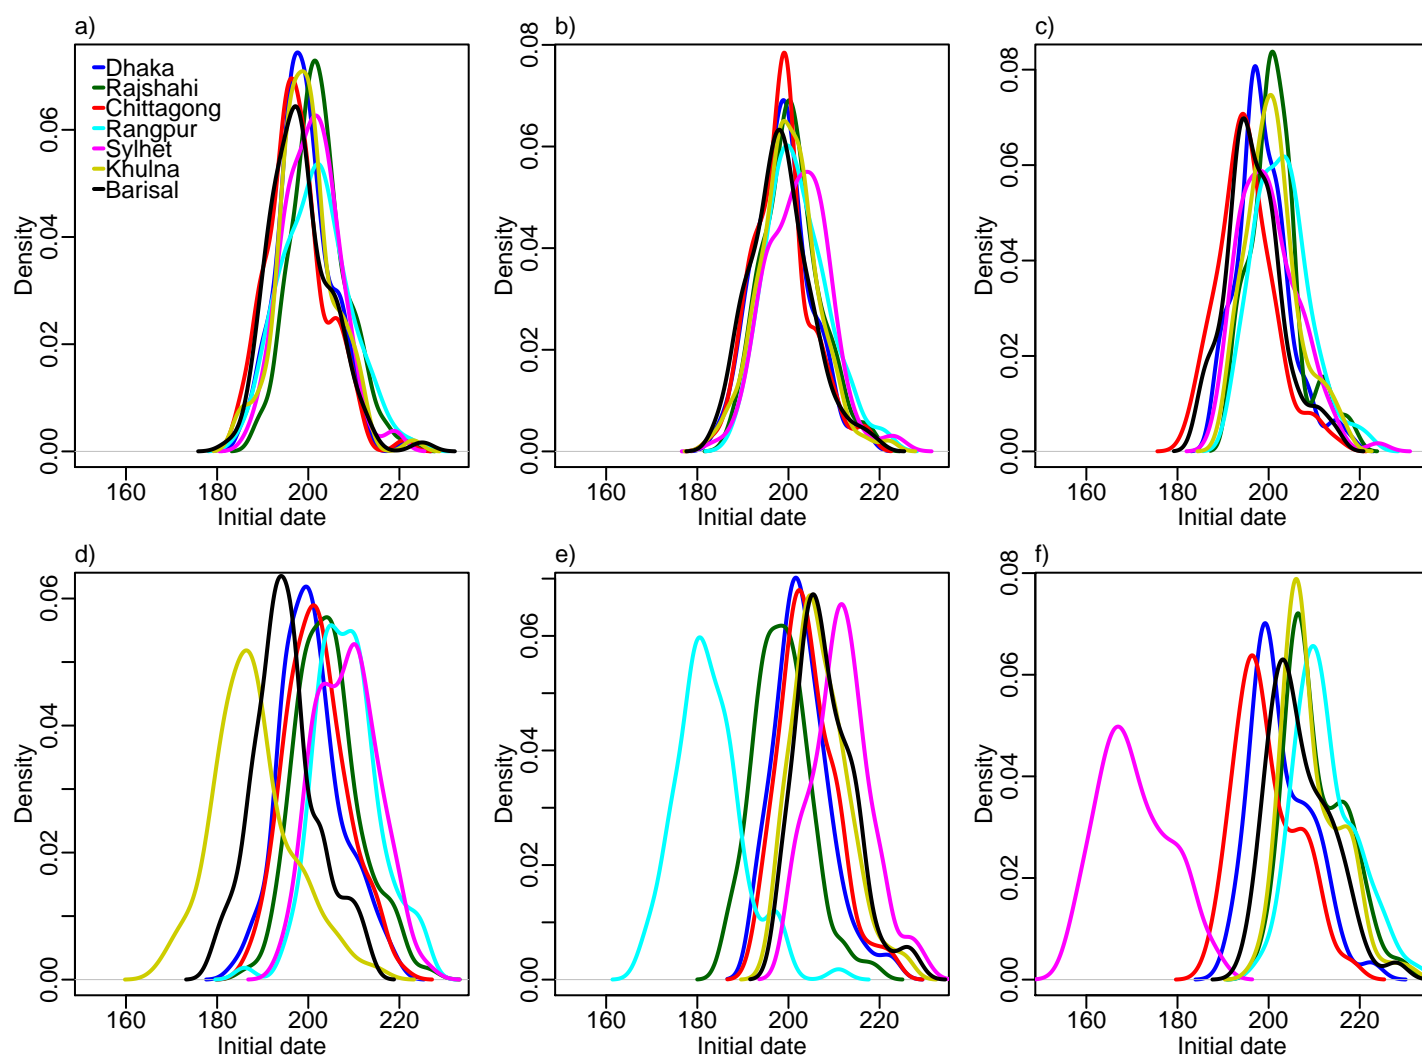 a)
Dhaka
Rajshahi
Chittagong
Rangpur
Sylhet
Khulna
Barisal
Density
0.00 0.02 0.04 0.06
160 180 200 220
Initial date
b)
Density
0.00 0.02 0.04 0.06 0.08
160 180 200 220
Initial date
c)
Density
0.00 0.02 0.04 0.06 0.08
160 180 200 220
Initial date
d)
Density
0.00 0.02 0.04 0.06
160 180 200 220
Initial date
e)
Density
0.00 0.02 0.04 0.06
160 180 200 220
Initial date
f)
Density
0.00 0.02 0.04 0.06 0.08
160 180 200 220
Initial date